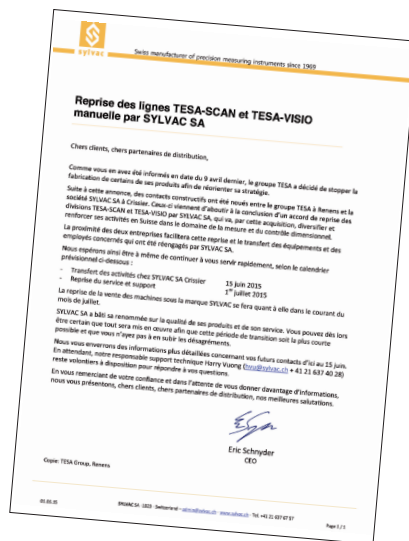 sylvac
Swiss manufacturer of precision measuring instruments since 1969
Reprise des lignes TESA-SCAN et TESA-VISIO
manuelle par SYLVAC SA
Chers clients, chers partenaires de distribution,
Comme vous en avez été informés en date du 9 avril dernier, le groupe TESA a décidé de stopper la
fabrication de certains de ses produits afin de réorienter sa stratégie.
Suite à cette annonce, des contacts constructifs ont été noués entre le groupe TESA à Renens et la
société SYLVAC SA à Crissier. Ceux-ci viennent d'aboutir à la conclusion d'un accord de reprise des
divisions TESA-SCAN et TESA-VISIO par SYLVAC SA, qui va, par cette acquisition, diversifier et
renforcer ses activités en Suisse dans le domaine de la mesure et du contrôle dimensionnel.
La proximité des deux entreprises facilitera cette reprise et le transfert des équipements et des
employés concernés qui ont été réengagés par SYLVAC SA.
Nous espérons ainsi être à même de continuer à vous servir rapidement, selon le calendrier
prévisionnel ci-dessous :
- Transfert des activités chez SYLVAC SA Crissier 15 juin 2015
- Reprise du service et support 1er juillet 2015
La reprise de la vente des machines sous la marque SYLVAC se fera quant à elle dans le courant du
mois de juillet.
SYLVAC SA a bâti sa renommée sur la qualité de ses produits et de son service. Vous pouvez dès lors
être certain que tout sera mis en œuvre afin que cette période de transition soit la plus courte
possible et que vous n'ayez pas à en subir les désagréments.
Nous vous enverrons des informations plus détaillées concernant vos futurs contacts d'ici au 15 juin.
En attendant, notre responsable support technique Harry Vuong (hvu@sylvac.ch + 41 21 637 40 28)
reste volontiers à disposition pour répondre à vos questions.
En vous remerciant de votre confiance et dans l'attente de vous donner davantage d'informations,
nous vous présentons, chers clients, chers partenaires de distribution, nos meilleures salutations.
Eric Schnyder
CEO
Copie: TESA Group, Renens
SYLVAC SA - 1023 - Switzerland - - www.sylvac.ch - Tel. +41 21 637 67 97
Page 1 / 1